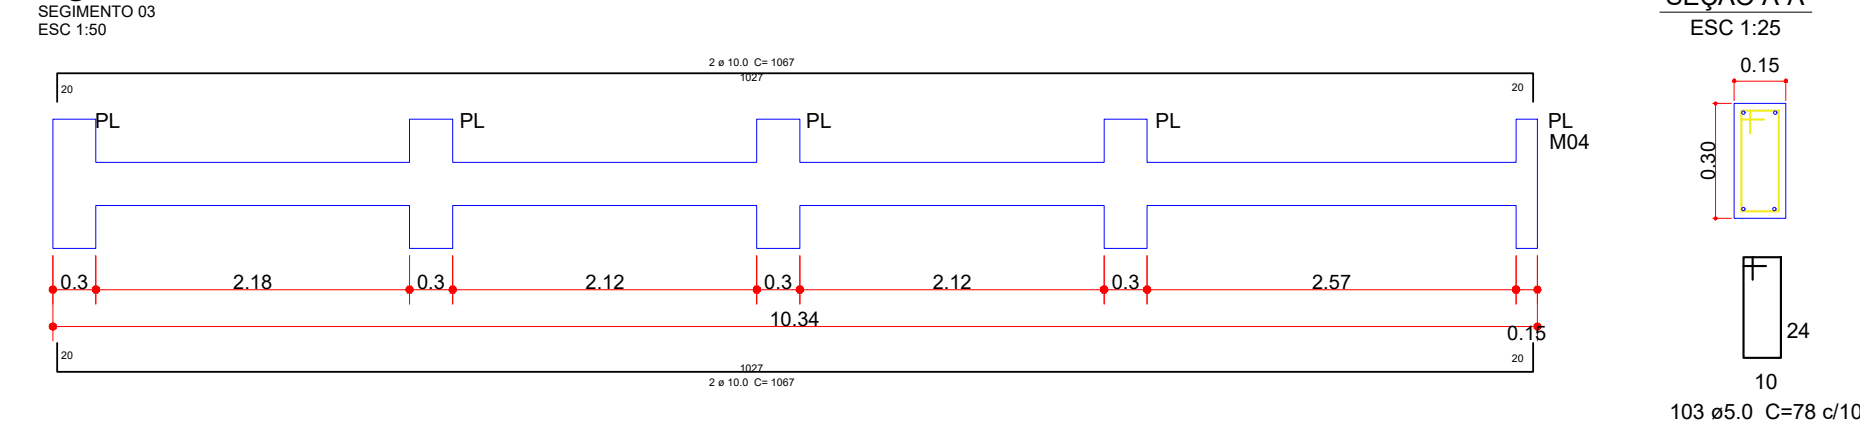 SEGIMENTO 03
ESC 1:50
2 ø 10.0 C= 1067
1027
20
20
PL
PL
PL
PL
PL
M04
0.3
2.18
0.3
2.12
0.3
2.12
0.3
2.57
10.34
0.15
20
20
1027
2 ø 10.0 C= 1067
SEÇÃO A-A
ESC 1:25
0.15
0.30
24
10
103 ø5.0 C=78 c/10